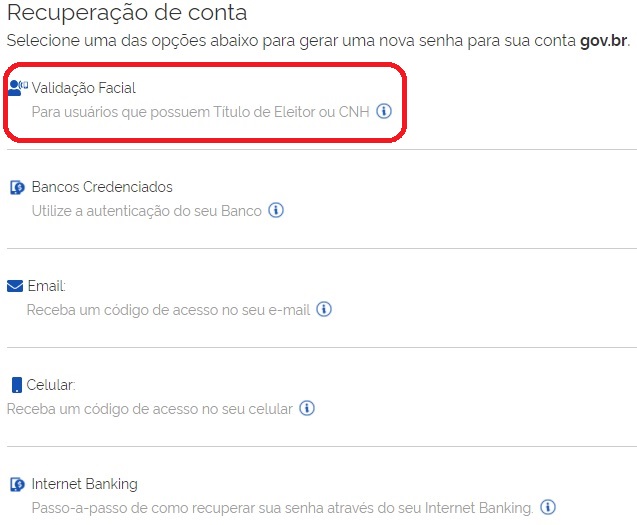 Recuperação de conta
Selecione uma das opções abaixo para gerar uma nova senha para sua conta gov.br.
Validação Facial
Para usuários que possuem Título de Eleitor ou CNH
Bancos Credenciados
Utilize a autenticação do seu Banco
Email:
Receba um código de acesso no seu e-mail
Celular:
Receba um código de acesso no seu celular
Internet Banking
Passo-a-passo de como recuperar sua senha através do seu Internet Banking.